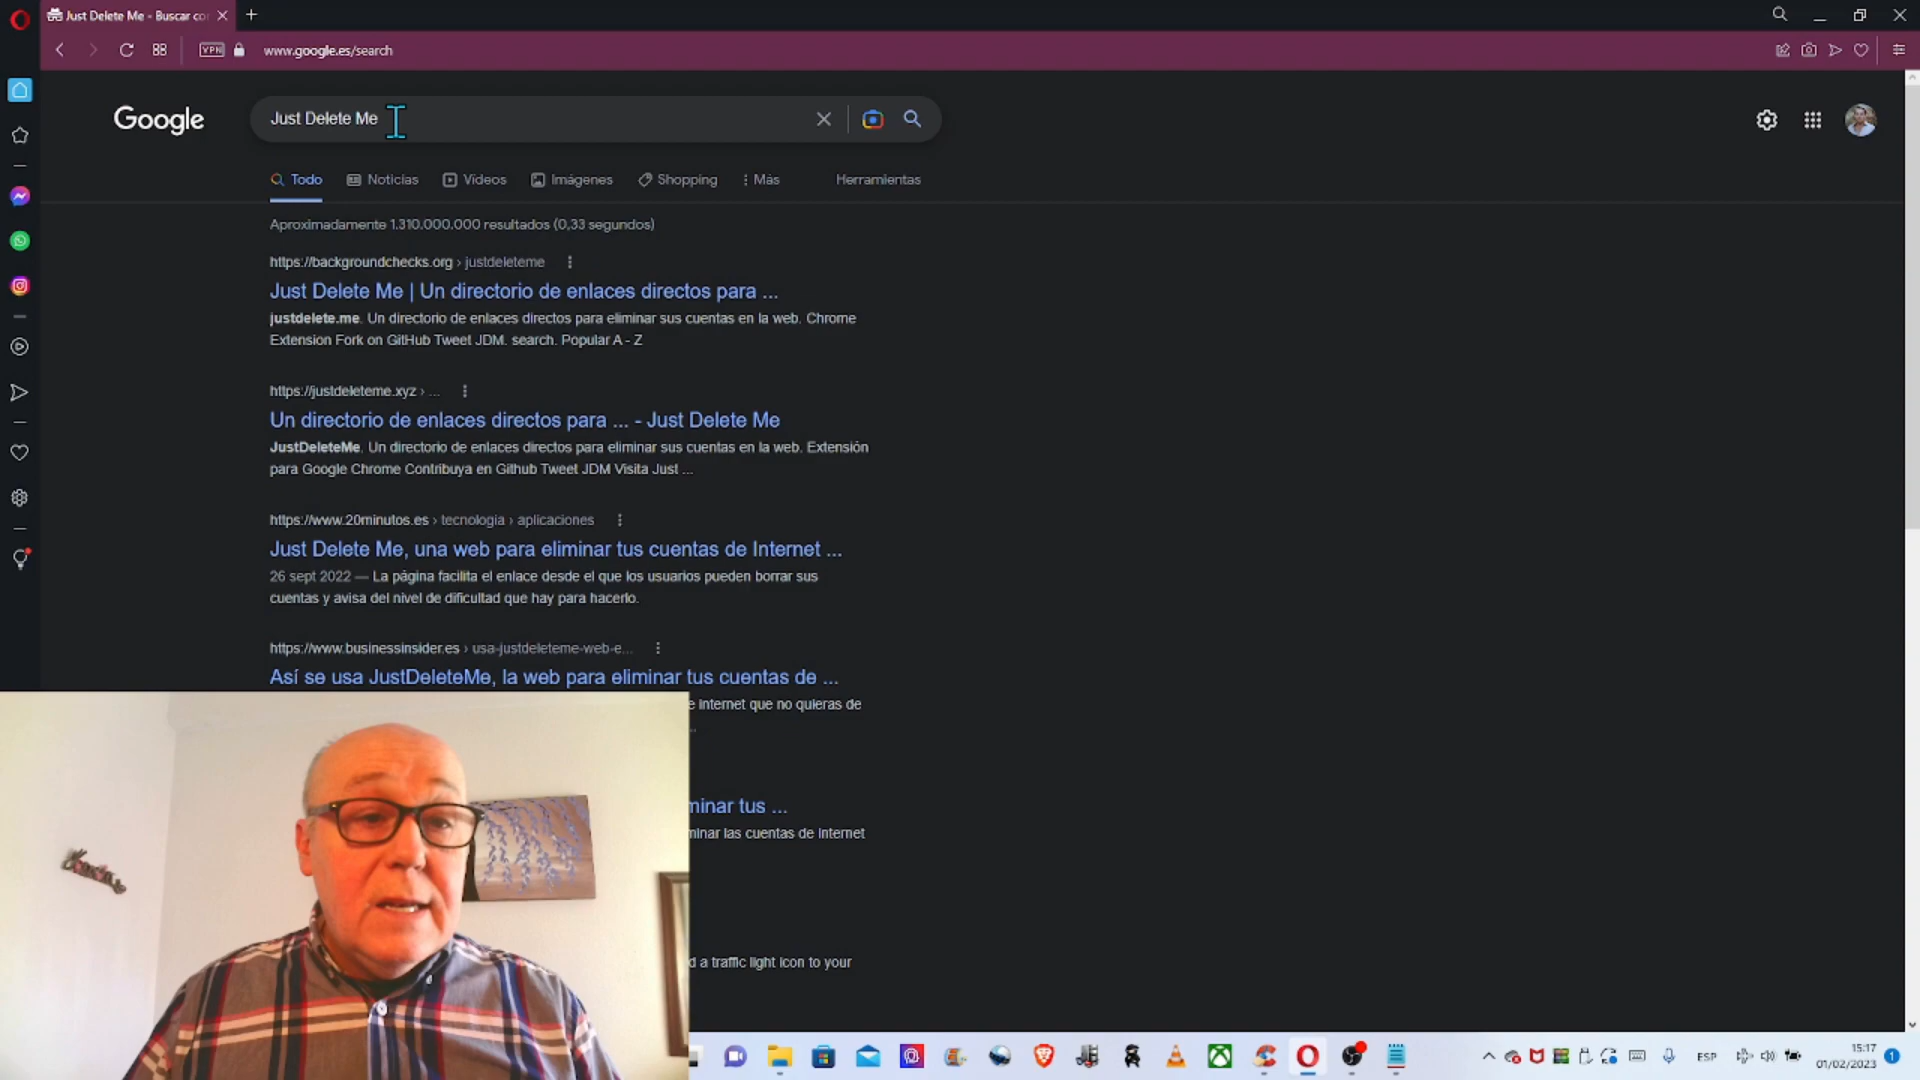 Just Delete Me - Buscar co
VPN
www.google.es/search
Google
Just Delete Me
Todo
Noticias
Vídeos
Imágenes
Shopping
Más
Herramientas
Aproximadamente 1.310.000.000 resultados (0,33 segundos)
https://backgroundchecks.org › justdeleteme
Just Delete Me | Un directorio de enlaces directos para ...
justdelete.me. Un directorio de enlaces directos para eliminar sus cuentas en la web. Chrome
Extension Fork on GitHub Tweet JDM. search. Popular A - Z
https://justdeleteme.xyz › ...
Un directorio de enlaces directos para ... - Just Delete Me
JustDeleteMe. Un directorio de enlaces directos para eliminar sus cuentas en la web. Extensión
para Google Chrome Contribuya en Github Tweet JDM Visita Just ...
https://www.20minutos.es › tecnologia › aplicaciones
Just Delete Me, una web para eliminar tus cuentas de Internet ...
26 sept 2022 — La página facilita el enlace desde el que los usuarios pueden borrar sus
cuentas y avisa del nivel de dificultad que hay para hacerlo.
https://www.businessinsider.es › usa-justdeleteme-web-e...
Así se usa JustDeleteMe, la web para eliminar tus cuentas de ...
e internet que no quieras de
minar tus ...
minar las cuentas de Internet
d a traffic light icon to your
ESP
15:17
01/02/2023
1